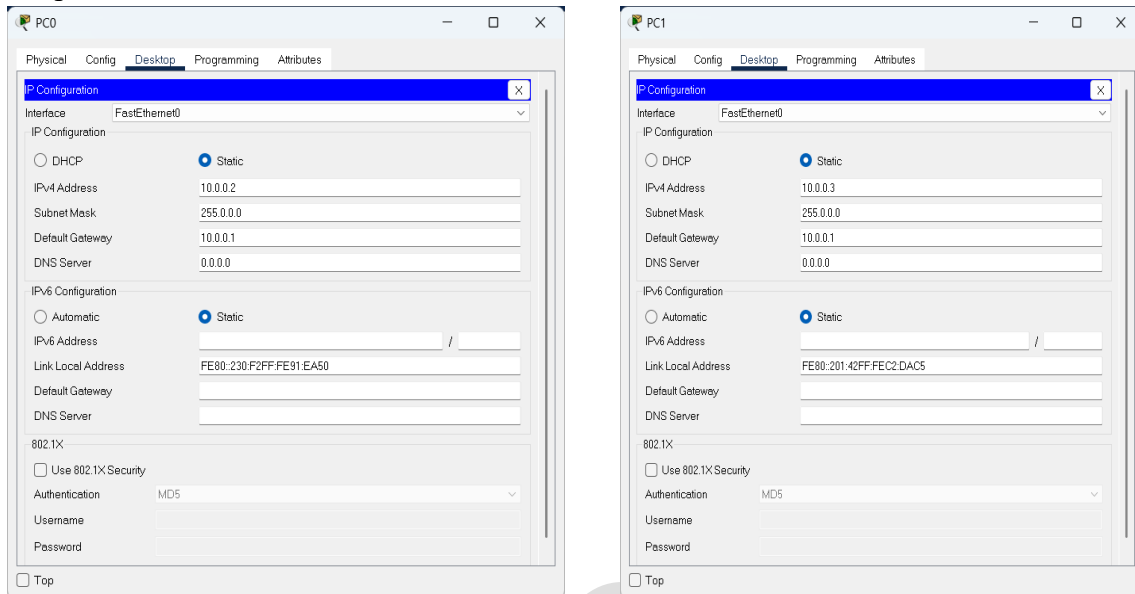 PC0
Physical Config Desktop Programming Attributes
IP Configuration X
Interface FastEthernet0
IP Configuration
DHCP Static
IPv4 Address 10.0.0.2
Subnet Mask 255.0.0.0
Default Gateway 10.0.0.1
DNS Server 0.0.0.0
IPv6 Configuration
Automatic Static
IPv6 Address /
Link Local Address FE80::230:F2FF:FE91:EA50
Default Gateway
DNS Server
802.1X
Use 802.1X Security
Authentication MD5
Username
Password
Top
PC1
Physical Config Desktop Programming Attributes
IP Configuration X
Interface FastEthernet0
IP Configuration
DHCP Static
IPv4 Address 10.0.0.3
Subnet Mask 255.0.0.0
Default Gateway 10.0.0.1
DNS Server 0.0.0.0
IPv6 Configuration
Automatic Static
IPv6 Address /
Link Local Address FE80::201:42FF:FEC2:DAC5
Default Gateway
DNS Server
802.1X
Use 802.1X Security
Authentication MD5
Username
Password
Top